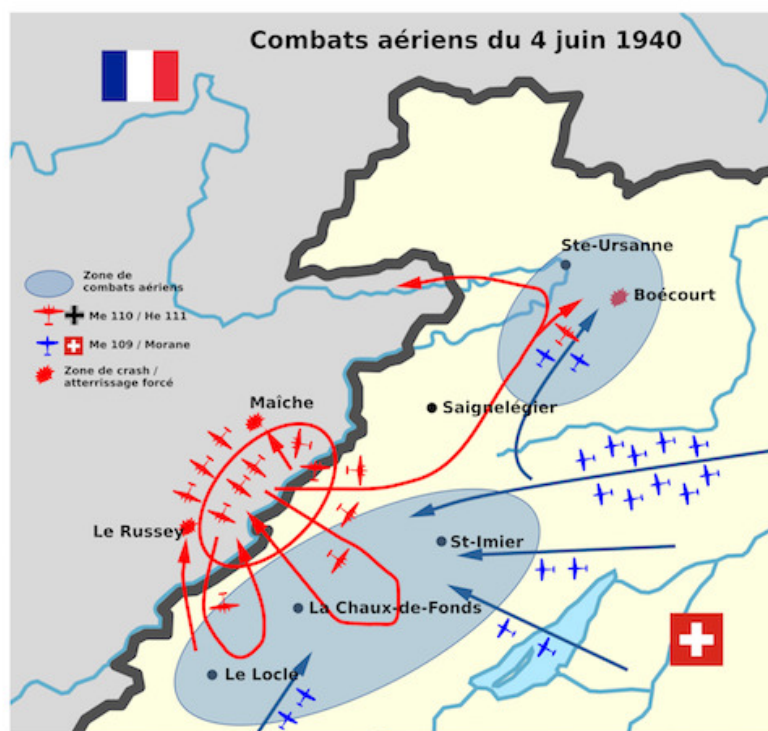 Combats aériens du 4 juin 1940
Ste-Ursanne
Zone de
combats aériens
Boécourt
Me 110 / He 111
Me 109 / Morane
Zone de crash /
atterrissage forcé
Maîche
Saignelégier
Le Russey
St-Imier
La Chaux-de-Fonds
Le Locle